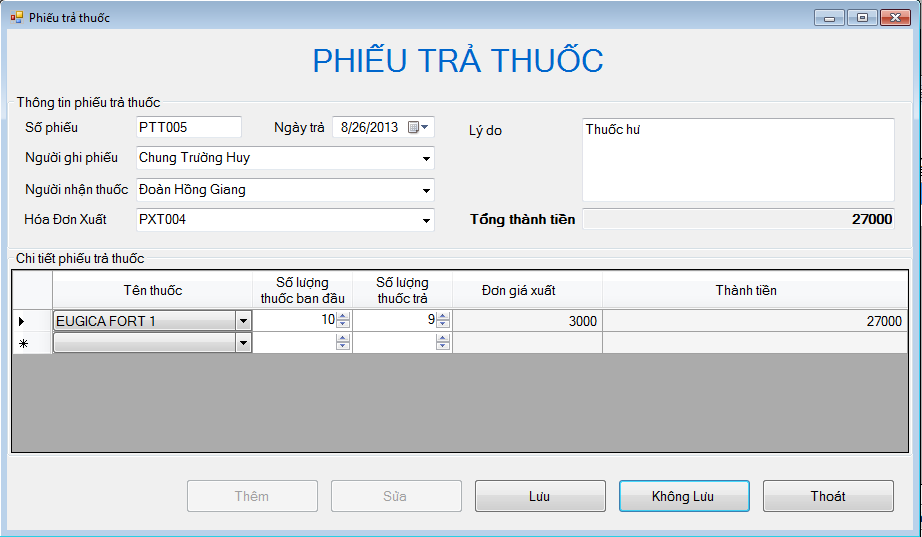 Phiếu trả thuốc
PHIẾU TRẢ THUỐC
Thông tin phiếu trả thuốc
Số phiếu PTT005 Ngày trả 8/26/2013 Lý do Thuốc hư
Người ghi phiếu Chung Trường Huy
Người nhận thuốc Đoàn Hồng Giang
Hóa Đơn Xuất PXT004 Tổng thành tiền 27000
Chi tiết phiếu trả thuốc
Tên thuốc Số lượng thuốc ban đầu Số lượng thuốc trả Đơn giá xuất Thành tiền
EUGICA FORT 1 10 9 3000 27000
Thêm Sửa Lưu Không Lưu Thoát